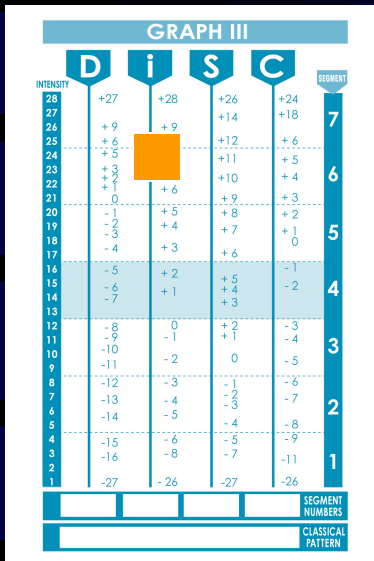 GRAPH III
D i S C
INTENSITY
SEGMENT
28 +27 +28 +26 +24
27 +14 +18
7
26 + 9 + 9
25 + 6 +12 + 6
24 + 5 +11 + 5
23 + 3
6
+ 2 +10 + 4
22 + 1 + 6
21 0 + 9 + 3
20 - 1 + 5 + 8 + 2
19 - 2 + 4 + 7 + 1
5
18 - 3 0
17 - 4 + 3 + 6
16 - 5 + 2 - 1
15 - 6 + 5 - 2
4
14 - 7 + 1 + 4
13 + 3
12 - 8 0 + 2 - 3
11 - 9 - 1 + 1 - 4
3
10 -10 - 2 0
9 -11 - 5
8 -12 - 3 - 1 - 6
7 -13 - 4 - 2 - 7
2
6 -14 - 5 - 3
5 - 4 - 8
4 -15 - 6 - 5 - 9
3 -16 - 8 - 7 -11
1
2
1 -27 - 26 -27 - 26
SEGMENT
NUMBERS
CLASSICAL
PATTERN